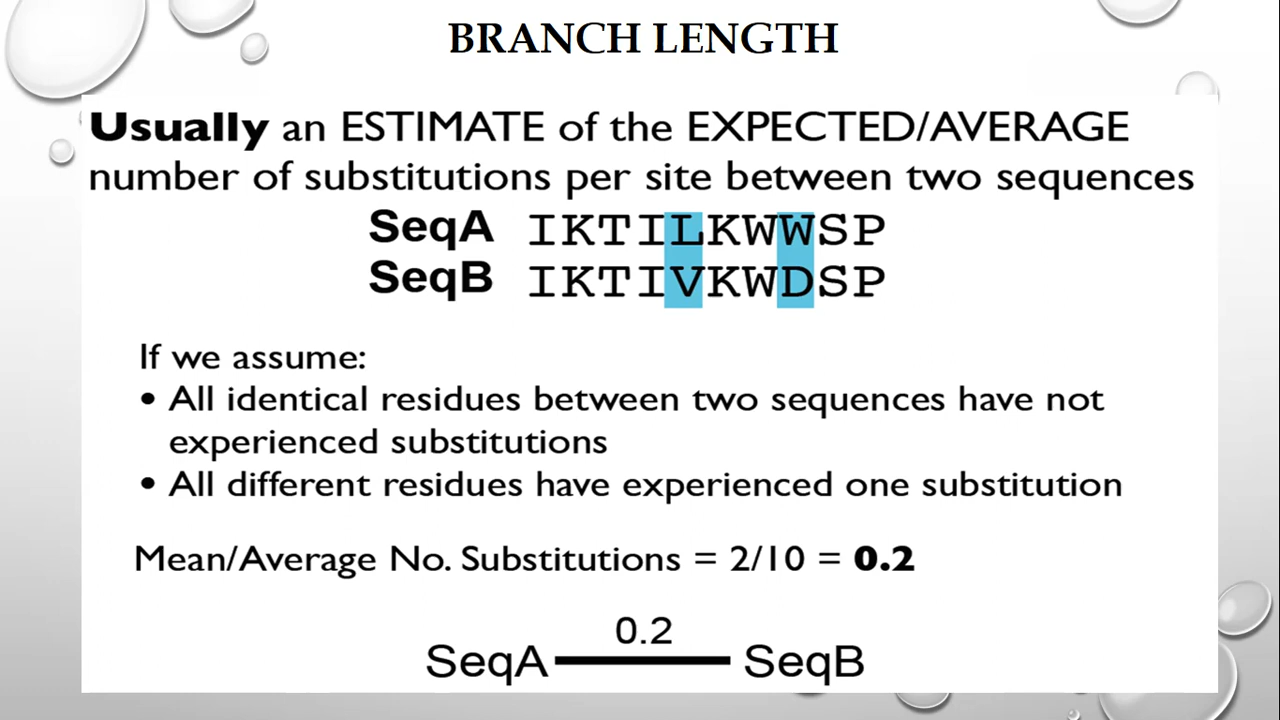 BRANCH LENGTH
Usually an ESTIMATE of the EXPECTED/AVERAGE
number of substitutions per site between two sequences
SeqA IKTILKWWSP
SeqB IKTIVKWDSP
If we assume:
• All identical residues between two sequences have not
experienced substitutions
• All different residues have experienced one substitution
Mean/Average No. Substitutions = 2/10 = 0.2
0.2
SeqA SeqB